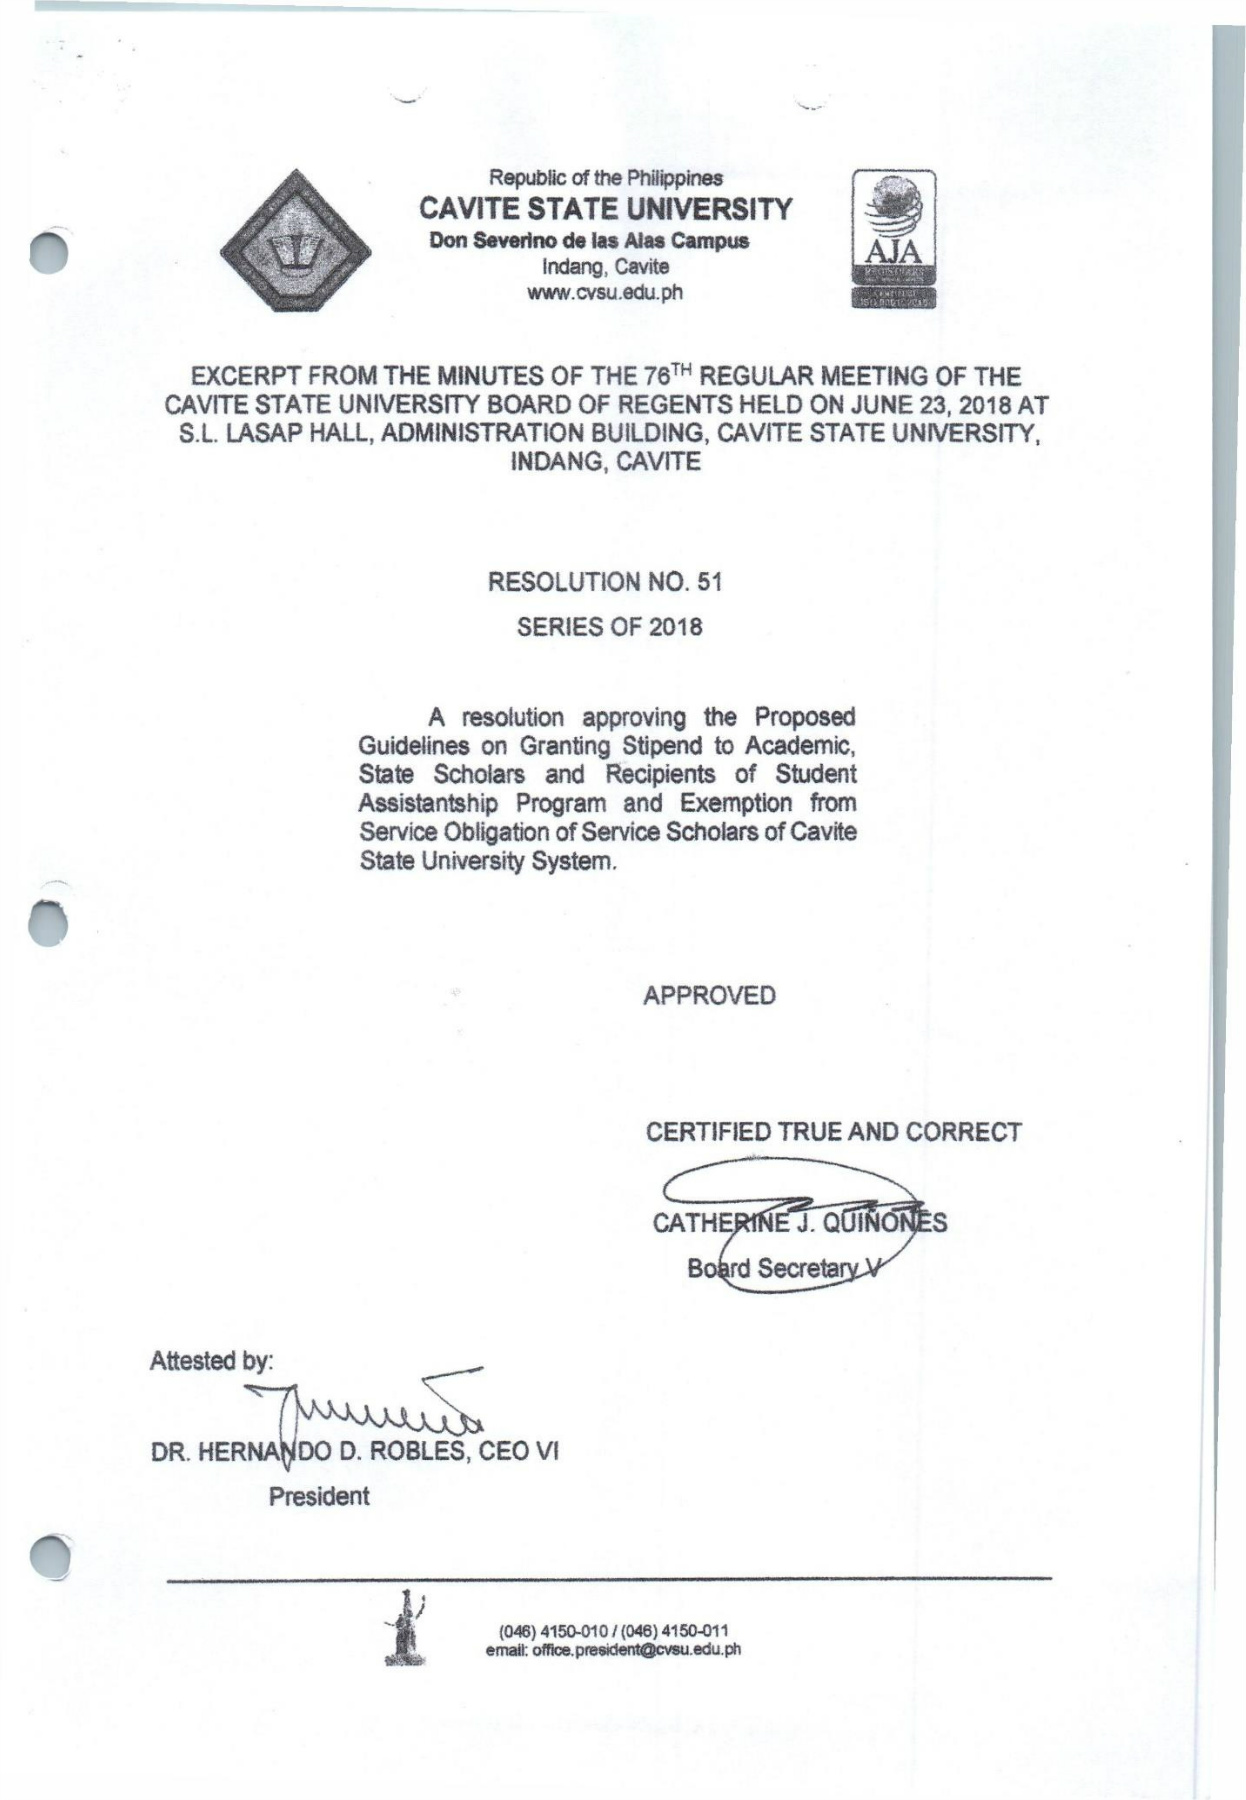 Republic of the Philippines
CAVITE STATE UNIVERSITY
Don Severino de las Alas Campus
Indang, Cavite
www.cvsu.edu.ph
AJA
REGISTRARS
EXCERPT FROM THE MINUTES OF THE 76TH REGULAR MEETING OF THE
CAVITE STATE UNIVERSITY BOARD OF REGENTS HELD ON JUNE 23, 2018 AT
S.L. LASAP HALL, ADMINISTRATION BUILDING, CAVITE STATE UNIVERSITY,
INDANG, CAVITE
RESOLUTION NO. 51
SERIES OF 2018
A resolution approving the Proposed
Guidelines on Granting Stipend to Academic,
State Scholars and Recipients of Student
Assistantship Program and Exemption from
Service Obligation of Service Scholars of Cavite
State University System.
APPROVED
CERTIFIED TRUE AND CORRECT
CATHERINE J. QUIÑONES
Board Secretary V
Attested by:
DR. HERNANDO D. ROBLES, CEO VI
President
(046) 4150-010 / (046) 4150-011
email: office.president@cvsu.edu.ph